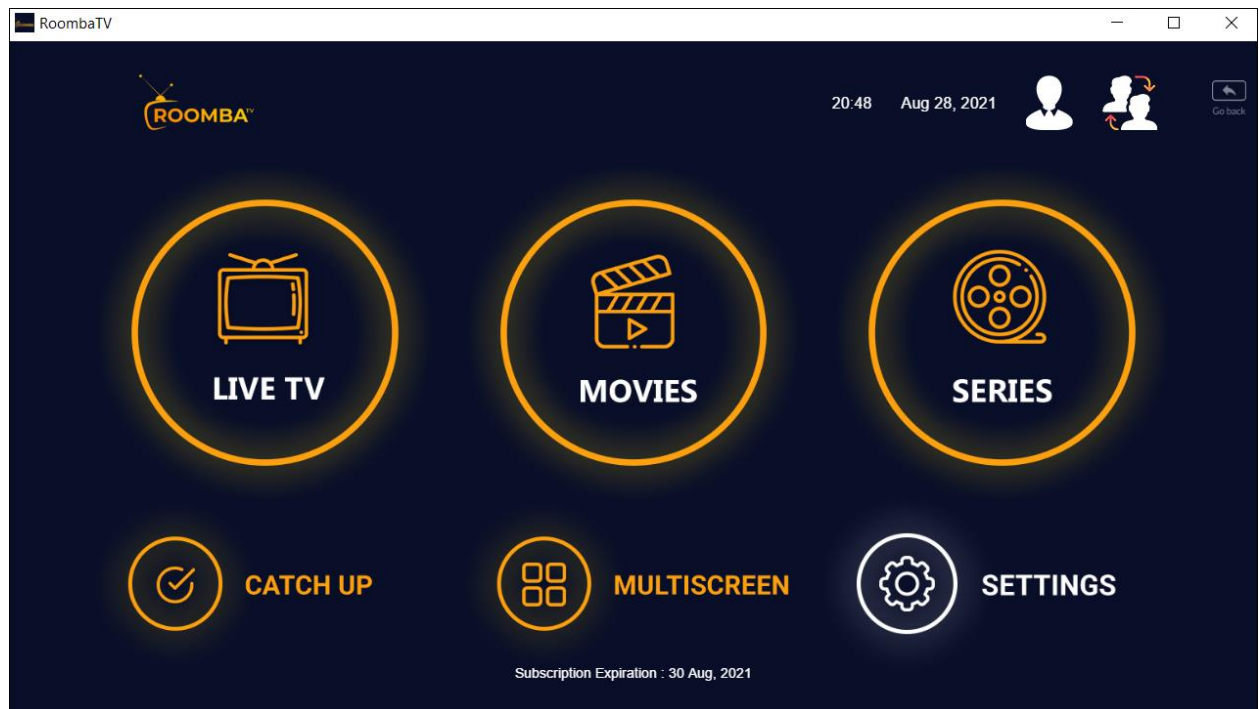 RoombaTV
ROOMBA TV
20:48 Aug 28, 2021
Go back
LIVE TV
MOVIES
SERIES
CATCH UP
MULTISCREEN
SETTINGS
Subscription Expiration : 30 Aug, 2021